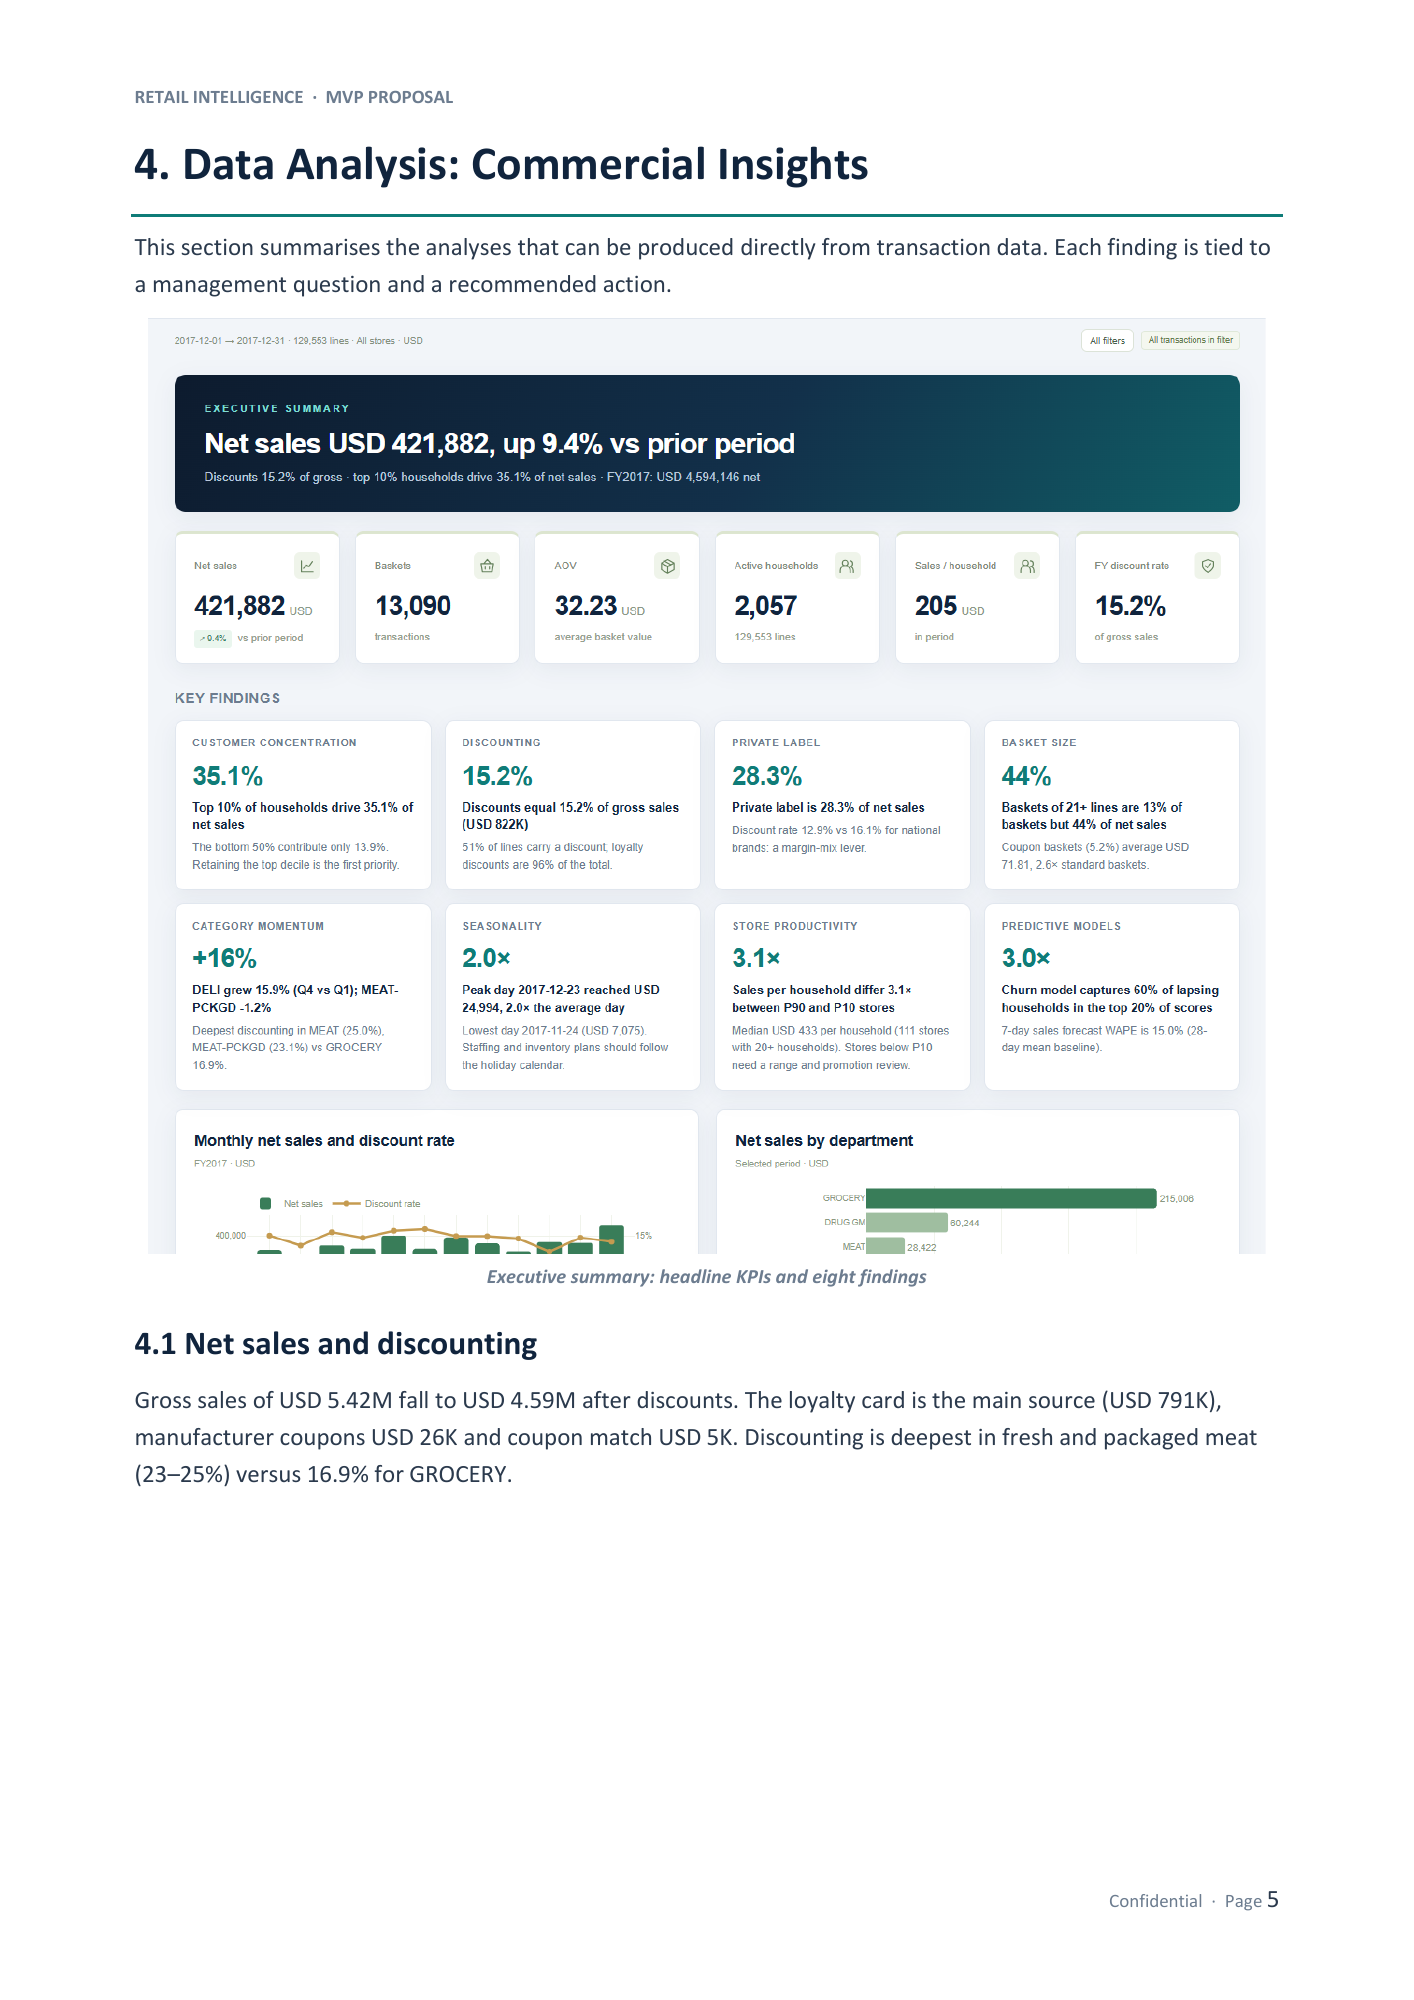 RETAIL INTELLIGENCE · MVP PROPOSAL
4. Data Analysis: Commercial Insights
This section summarises the analyses that can be produced directly from transaction data. Each finding is tied to
a management question and a recommended action.
2017-12-01 → 2017-12-31 · 129,553 lines · All stores · USD
All filters
All transactions in filter
EXECUTIVE SUMMARY
Net sales USD 421,882, up 9.4% vs prior period
Discounts 15.2% of gross · top 10% households drive 35.1% of net sales · FY2017: USD 4,594,146 net
Net sales
421,882 USD
↗ 9.4% vs prior period
Baskets
13,090
transactions
AOV
32.23 USD
average basket value
Active households
2,057
129,553 lines
Sales / household
205 USD
in period
FY discount rate
15.2%
of gross sales
KEY FINDINGS
CUSTOMER CONCENTRATION
35.1%
Top 10% of households drive 35.1% of
net sales
The bottom 50% contribute only 13.9%.
Retaining the top decile is the first priority.
DISCOUNTING
15.2%
Discounts equal 15.2% of gross sales
(USD 822K)
51% of lines carry a discount, loyalty
discounts are 96% of the total.
PRIVATE LABEL
28.3%
Private label is 28.3% of net sales
Discount rate 12.9% vs 16.1% for national
brands: a margin-mix lever.
BASKET SIZE
44%
Baskets of 21+ lines are 13% of
baskets but 44% of net sales
Coupon baskets (5.2%) average USD
71.81, 2.6× standard baskets.
CATEGORY MOMENTUM
+16%
DELI grew 15.9% (Q4 vs Q1); MEAT-
PCKGD -1.2%
Deepest discounting in MEAT (25.0%),
MEAT-PCKGD (23.1%) vs GROCERY
16.9%.
SEASONALITY
2.0×
Peak day 2017-12-23 reached USD
24,994, 2.0× the average day
Lowest day 2017-11-24 (USD 7,075).
Staffing and inventory plans should follow
the holiday calendar.
STORE PRODUCTIVITY
3.1×
Sales per household differ 3.1×
between P90 and P10 stores
Median USD 433 per household (111 stores
with 20+ households). Stores below P10
need a range and promotion review.
PREDICTIVE MODELS
3.0×
Churn model captures 60% of lapsing
households in the top 20% of scores
7-day sales forecast WAPE is 15.0% (28-
day mean baseline).
Monthly net sales and discount rate
FY2017 · USD
Net sales
Discount rate
400,000
15%
Net sales by department
Selected period · USD
GROCERY 215,006
DRUG GM 60,244
MEAT 28,422
Executive summary: headline KPIs and eight findings
4.1 Net sales and discounting
Gross sales of USD 5.42M fall to USD 4.59M after discounts. The loyalty card is the main source (USD 791K),
manufacturer coupons USD 26K and coupon match USD 5K. Discounting is deepest in fresh and packaged meat
(23–25%) versus 16.9% for GROCERY.
Confidential · Page 5